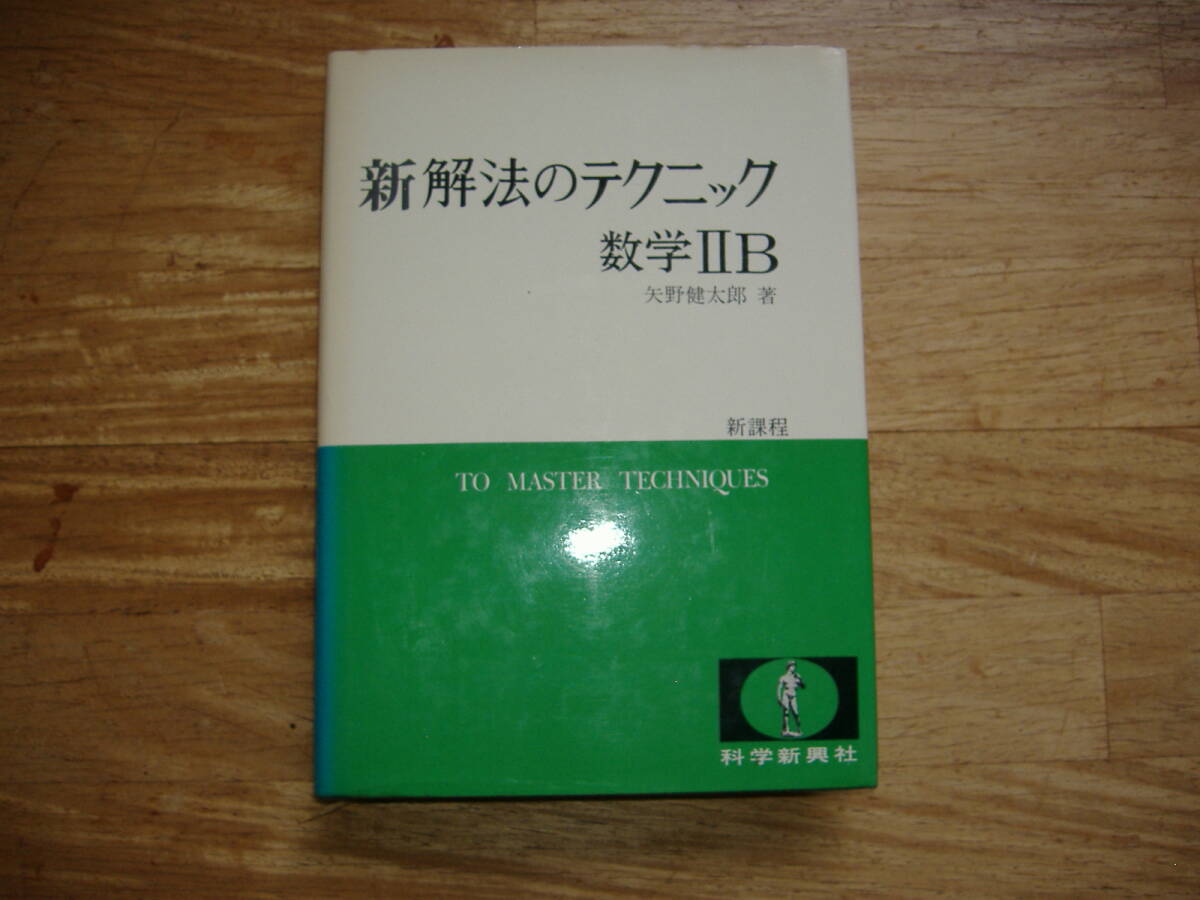 新解法のテクニック
数学ⅡB
矢野健太郎 著
新課程
TO MASTER TECHNIQUES
科学新興社